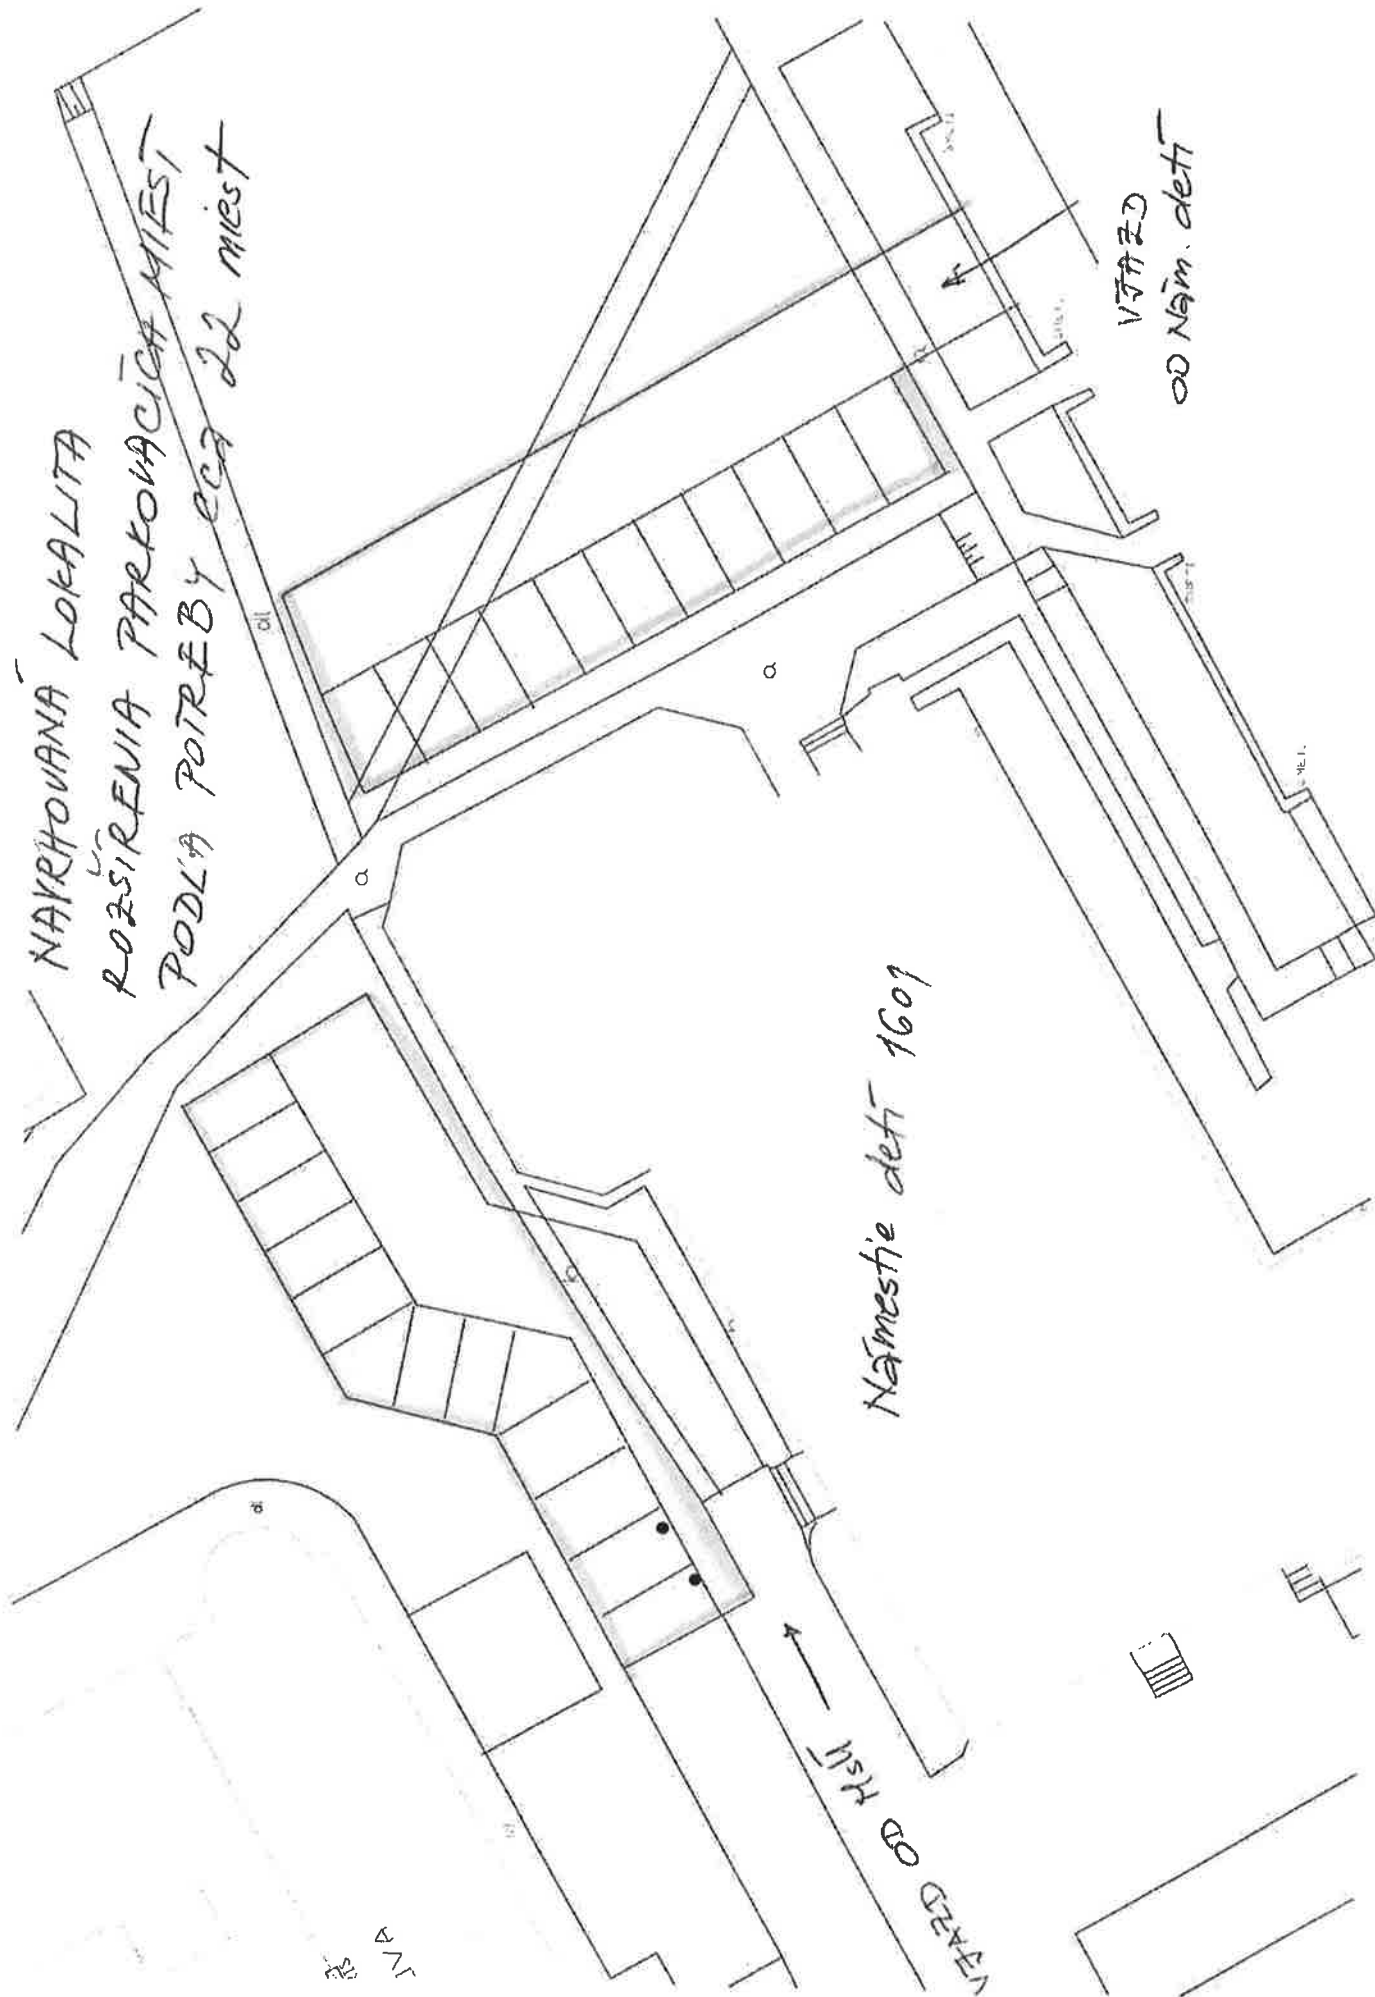 NAVRHOVANÁ LOKALITA
ROZŠÍRENIA PARKOVACÍCH MIEST
PODĽA POTREBY cca 22 miest
VJAZD
OD Nám. detí
Námestie detí 1601
VJAZD OD MsÚ